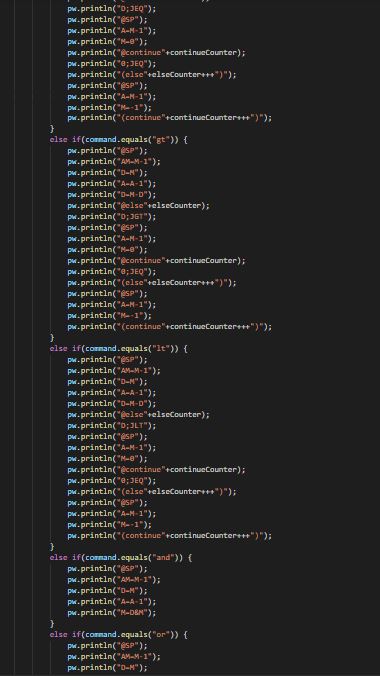 pw.println("D;JEQ");
pw.println("@SP");
pw.println("A=M-1");
pw.println("M=0");
pw.println("@continue"+continueCounter);
pw.println("0;JEQ");
pw.println("(else"+elseCounter+++")");
pw.println("@SP");
pw.println("A=M-1");
pw.println("M=-1");
pw.println("(continue"+continueCounter+++")");
}
else if(command.equals("gt")) {
pw.println("@SP");
pw.println("AM=M-1");
pw.println("D=M");
pw.println("A=A-1");
pw.println("D=M-D");
pw.println("@else"+elseCounter);
pw.println("D;JGT");
pw.println("@SP");
pw.println("A=M-1");
pw.println("M=0");
pw.println("@continue"+continueCounter);
pw.println("0;JEQ");
pw.println("(else"+elseCounter+++")");
pw.println("@SP");
pw.println("A=M-1");
pw.println("M=-1");
pw.println("(continue"+continueCounter+++")");
}
else if(command.equals("lt")) {
pw.println("@SP");
pw.println("AM=M-1");
pw.println("D=M");
pw.println("A=A-1");
pw.println("D=M-D");
pw.println("@else"+elseCounter);
pw.println("D;JLT");
pw.println("@SP");
pw.println("A=M-1");
pw.println("M=0");
pw.println("@continue"+continueCounter);
pw.println("0;JEQ");
pw.println("(else"+elseCounter+++")");
pw.println("@SP");
pw.println("A=M-1");
pw.println("M=-1");
pw.println("(continue"+continueCounter+++")");
}
else if(command.equals("and")) {
pw.println("@SP");
pw.println("AM=M-1");
pw.println("D=M");
pw.println("A=A-1");
pw.println("M=D&M");
}
else if(command.equals("or")) {
pw.println("@SP");
pw.println("AM=M-1");
pw.println("D=M");